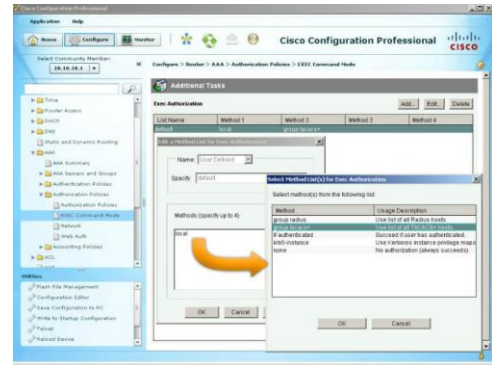 Cisco Configuration Professional
Application Help
Home Configure Monitor
Cisco Configuration Professional
CISCO
Select Community Member:
10.10.10.1
Configure > Router > AAA > Authorization Policies > EXEC Command Mode
Additional Tasks
Exec Authorization
Add... Edit... Delete
List Name Method 1 Method 2 Method 3 Method 4
default local group tacacs+
Time
Router Access
DHCP
DNS
Static and Dynamic Routing
AAA
AAA Summary
AAA Servers and Groups
Authentication Policies
Authorization Policies
Authorization Policies
EXEC Command Mode
Network
Web Auth
Accounting Policies
ACL
Edit a Method List for Exec Authorization
Name: User Defined
Specify default
Methods (Specify up to 4)
local
OK Cancel
Select Method List(s) for Exec Authorization
Select method(s) from the following list
Method Usage Description
group radius Use list of all Radius hosts.
group tacacs+ Use list of all TACACS+ hosts.
if-authenticated Succeed if user has authenticated.
krb5-instance Use Kerberos instance privilege maps
none No authorization (always succeeds)
OK Cancel
Utilities
Flash File Management
Configuration Editor
Save Configuration to PC
Write to Startup Configuration
Telnet
Reload Device